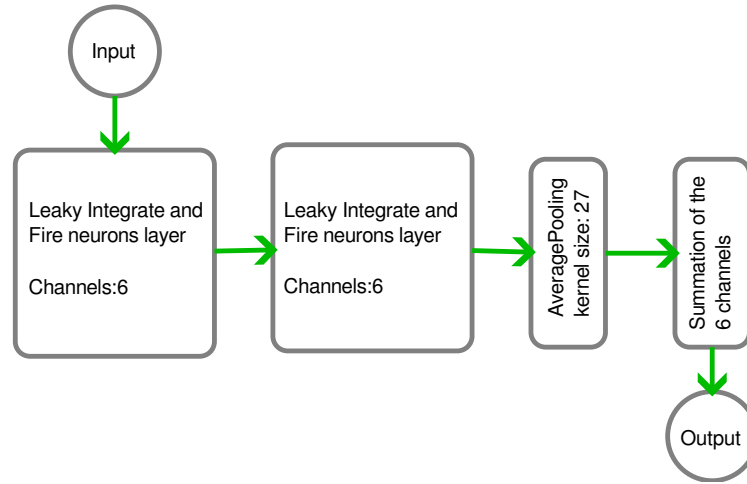 Input
Leaky Integrate and
Fire neurons layer
Channels:6
Leaky Integrate and
Fire neurons layer
Channels:6
AveragePooling
kernel size: 27
Summation of the
6 channels
Output